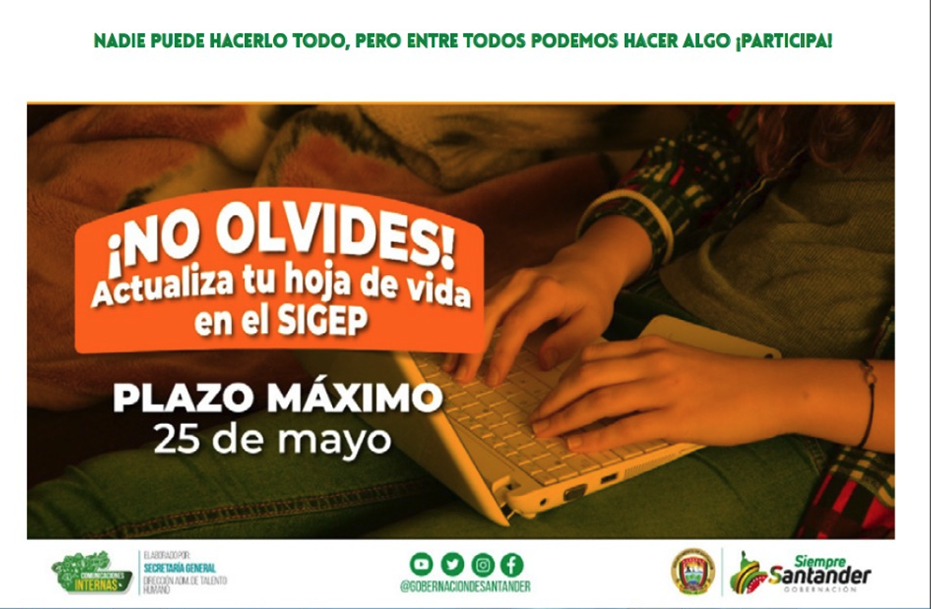 NADIE PUEDE HACERLO TODO, PERO ENTRE TODOS PODEMOS HACER ALGO ¡PARTICIPA!
¡NO OLVIDES!
Actualiza tu hoja de vida
en el SIGEP
PLAZO MÁXIMO
25 de mayo
COMUNICACIONES
INTERNAS
ELABORADO POR:
SECRETARÍA GENERAL
DIRECCIÓN ADM. DE TALENTO
HUMANO
@GOBERNACIONDESANTANDER
Siempre
Santander
GOBERNACIÓN